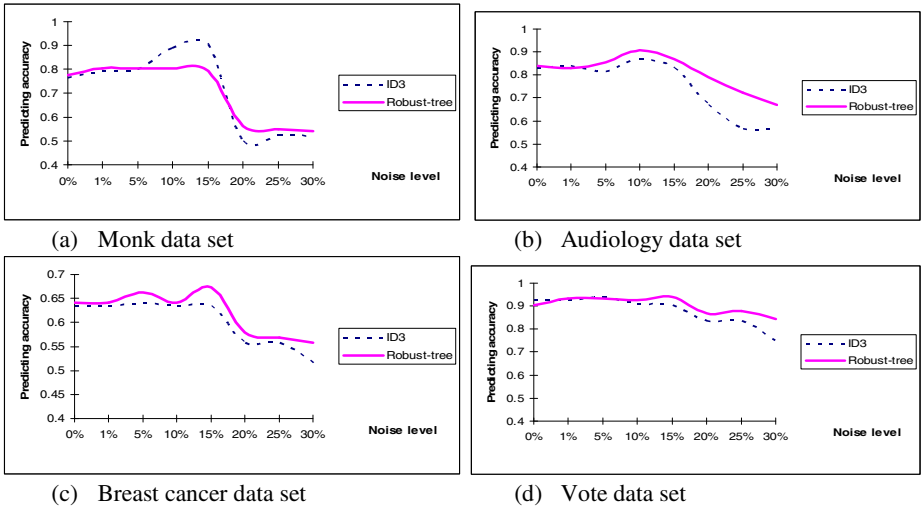 Predicting accuracy
1
0.9
0.8
0.7
0.6
0.5
0.4
0% 1% 5% 10% 15% 20% 25% 30%
Noise level
ID3
Robust-tree
(a) Monk data set
Predicting accuracy
1
0.9
0.8
0.7
0.6
0.5
0.4
0% 1% 5% 10% 15% 20% 25% 30%
Noise level
ID3
Robust-tree
(b) Audiology data set
Predicting accuracy
0.7
0.65
0.6
0.55
0.5
0.45
0.4
0% 1% 5% 10% 15% 20% 25% 30%
Noise level
ID3
Robust-tree
(c) Breast cancer data set
Predicting accuracy
1
0.9
0.8
0.7
0.6
0.5
0.4
0% 1% 5% 10% 15% 20% 25% 30%
Noise level
ID3
Robust-tree
(d) Vote data set